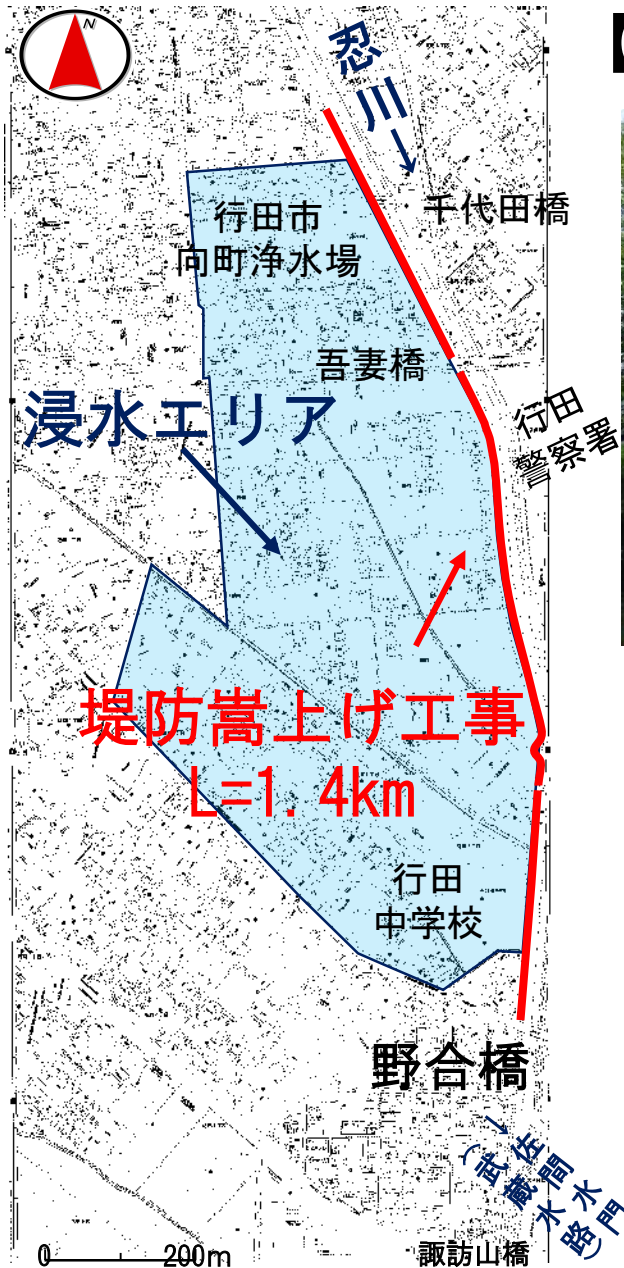 N
忍川
↓
千代田橋
行田市
向町浄水場
吾妻橋
行田
警察署
浸水エリア
堤防嵩上げ工事
L=1.4km
行田
中学校
野合橋
↓
佐間水門
（武蔵水路）
諏訪山橋
0 200m